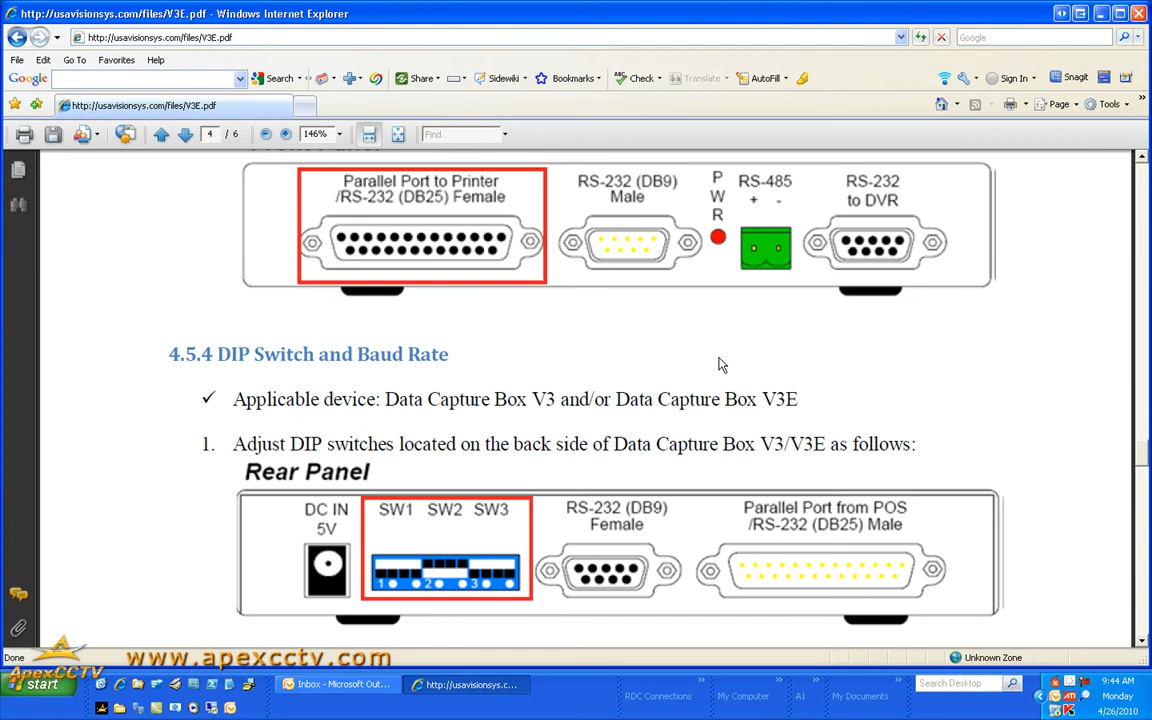 http://usavisionsys.com/files/V3E.pdf - Windows Internet Explorer
http://usavisionsys.com/files/V3E.pdf
Google
File Edit Go To Favorites Help
Google Search Share Sidewiki Bookmarks Check Translate AutoFill Sign In Snagit
http://usavisionsys.com/files/V3E.pdf
Page Tools
4 / 6 146% Find
Parallel Port to Printer
/RS-232 (DB25) Female
RS-232 (DB9)
Male
P
W
R
RS-485
+ -
RS-232
to DVR
4.5.4 DIP Switch and Baud Rate
✓ Applicable device: Data Capture Box V3 and/or Data Capture Box V3E
1. Adjust DIP switches located on the back side of Data Capture Box V3/V3E as follows:
Rear Panel
DC IN
5V
SW1 SW2 SW3
1 2 3
RS-232 (DB9)
Female
Parallel Port from POS
/RS-232 (DB25) Male
Done
Unknown Zone
ApexCCTV
www.apexcctv.com
start
Inbox - Microsoft Out...
http://usavisionsys.c...
RDC Connections
My Computer
A1
My Documents
Search Desktop
9:44 AM
Monday
4/26/2010